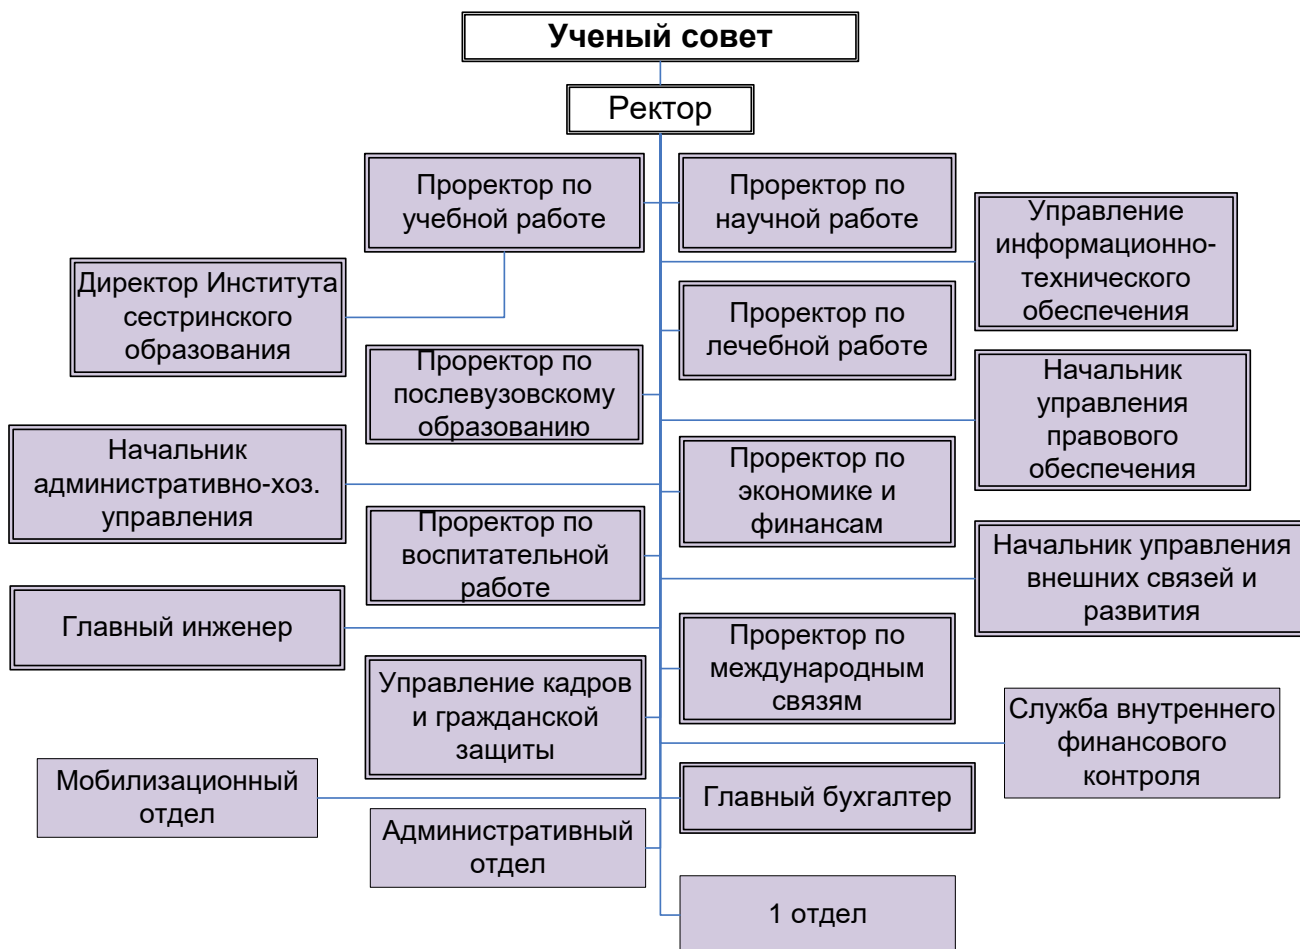 Ученый совет
Ректор
Проректор по
учебной работе
Проректор по
научной работе
Управление
информационно-
технического
обеспечения
Директор Института
сестринского
образования
Проректор по
лечебной работе
Проректор по
послевузовскому
образованию
Начальник
управления
правового
обеспечения
Начальник
административно-хоз.
управления
Проректор по
экономике и
финансам
Проректор по
воспитательной
работе
Начальник управления
внешних связей и
развития
Главный инженер
Проректор по
международным
связям
Управление кадров
и гражданской
защиты
Служба внутреннего
финансового
контроля
Мобилизационный
отдел
Главный бухгалтер
Административный
отдел
1 отдел